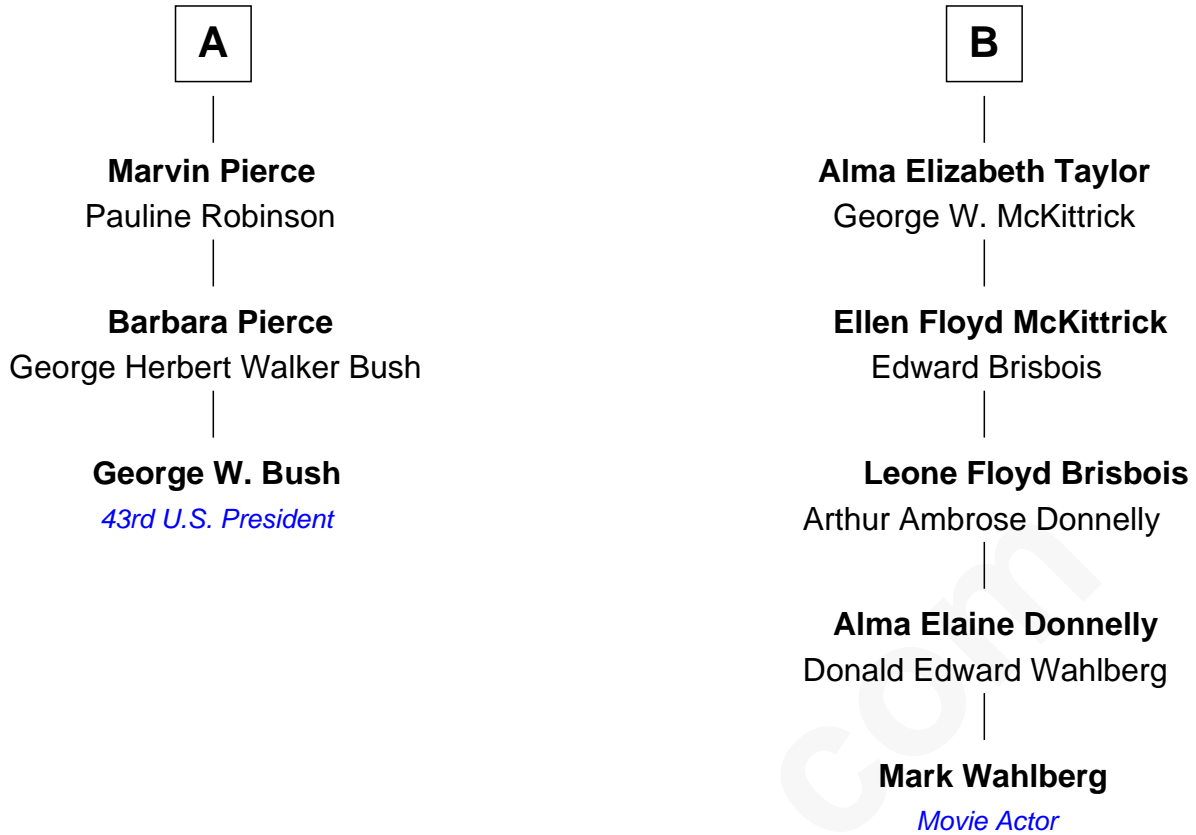 A
Marvin Pierce
Pauline Robinson
Barbara Pierce
George Herbert Walker Bush
George W. Bush
43rd U.S. President
B
Alma Elizabeth Taylor
George W. McKittrick
Ellen Floyd McKittrick
Edward Brisbois
Leone Floyd Brisbois
Arthur Ambrose Donnelly
Alma Elaine Donnelly
Donald Edward Wahlberg
Mark Wahlberg
Movie Actor
com